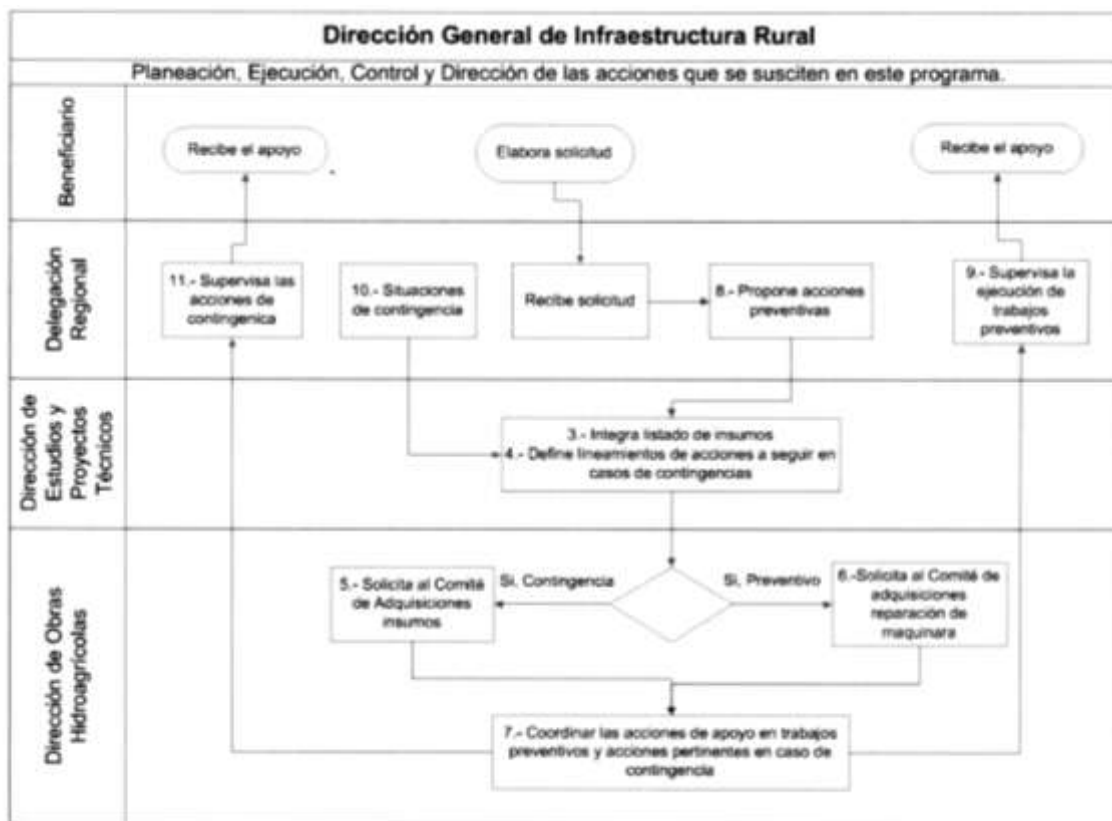 Dirección General de Infraestructura Rural
Planeación, Ejecución, Control y Dirección de las acciones que se susciten en este programa.
Beneficiario
Recibe el apoyo
Elabora solicitud
Recibe el apoyo
Delegación
Regional
11.- Supervisa las
acciones de
contingenica
10.- Situaciones
de contingencia
Recibe solicitud
8.- Propone acciones
preventivas
9.- Supervisa la
ejecución de
trabajos
preventivos
Dirección de
Estudios y
Proyectos
Técnicos
3.- Integra listado de insumos
4.- Define lineamientos de acciones a seguir en
casos de contingencias
Dirección de Obras
Hidroagrícolas
5.- Solicita al Comité
de Adquisiciones
insumos
Si, Contingencia
Si, Preventivo
6.-Solicita al Comité de
adquisiciones
reparación de
maquinara
7.- Coordinar las acciones de apoyo en trabajos
preventivos y acciones pertinentes en caso de
contingencia